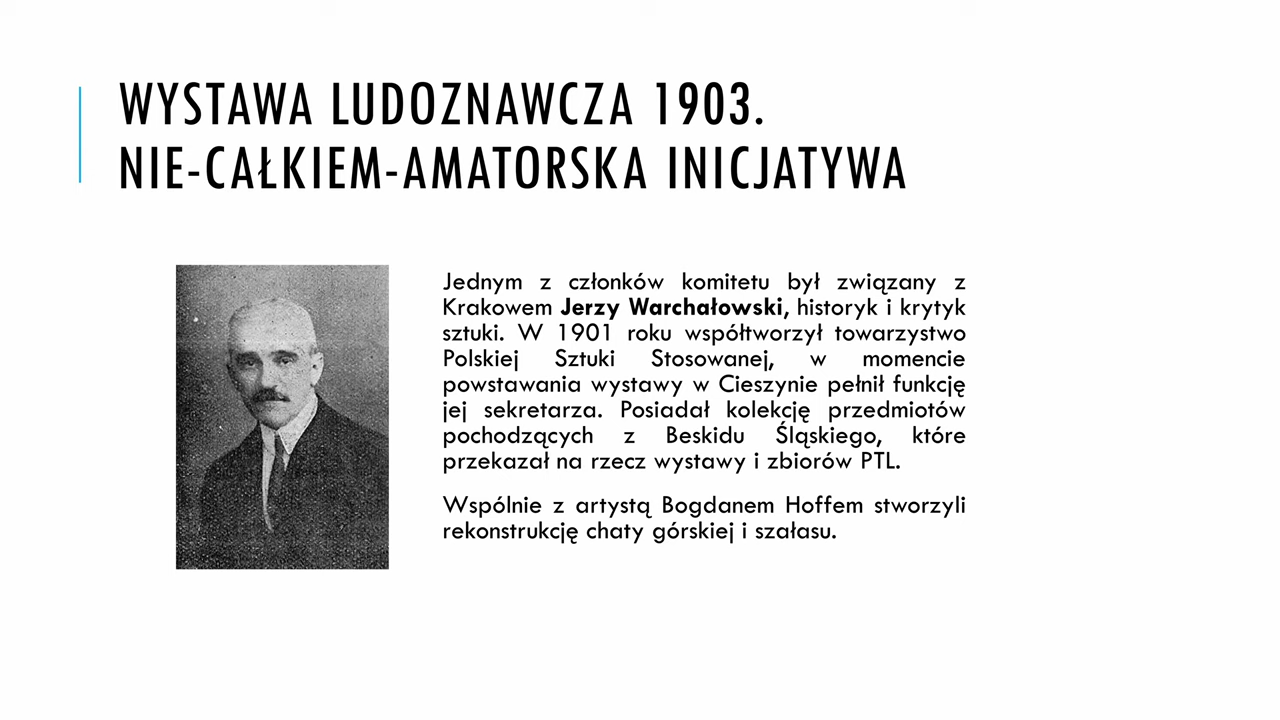 WYSTAWA LUDOZNAWCZA 1903.
NIE-CAŁKIEM-AMATORSKA INICJATYWA
Jednym z członków komitetu był związany z
Krakowem Jerzy Warchałowski, historyk i krytyk
sztuki. W 1901 roku współtworzył towarzystwo
Polskiej Sztuki Stosowanej, w momencie
powstawania wystawy w Cieszynie pełnił funkcję
jej sekretarza. Posiadał kolekcję przedmiotów
pochodzących z Beskidu Śląskiego, które
przekazał na rzecz wystawy i zbiorów PTL.
Wspólnie z artystą Bogdanem Hoffem stworzyli
rekonstrukcję chaty górskiej i szałasu.